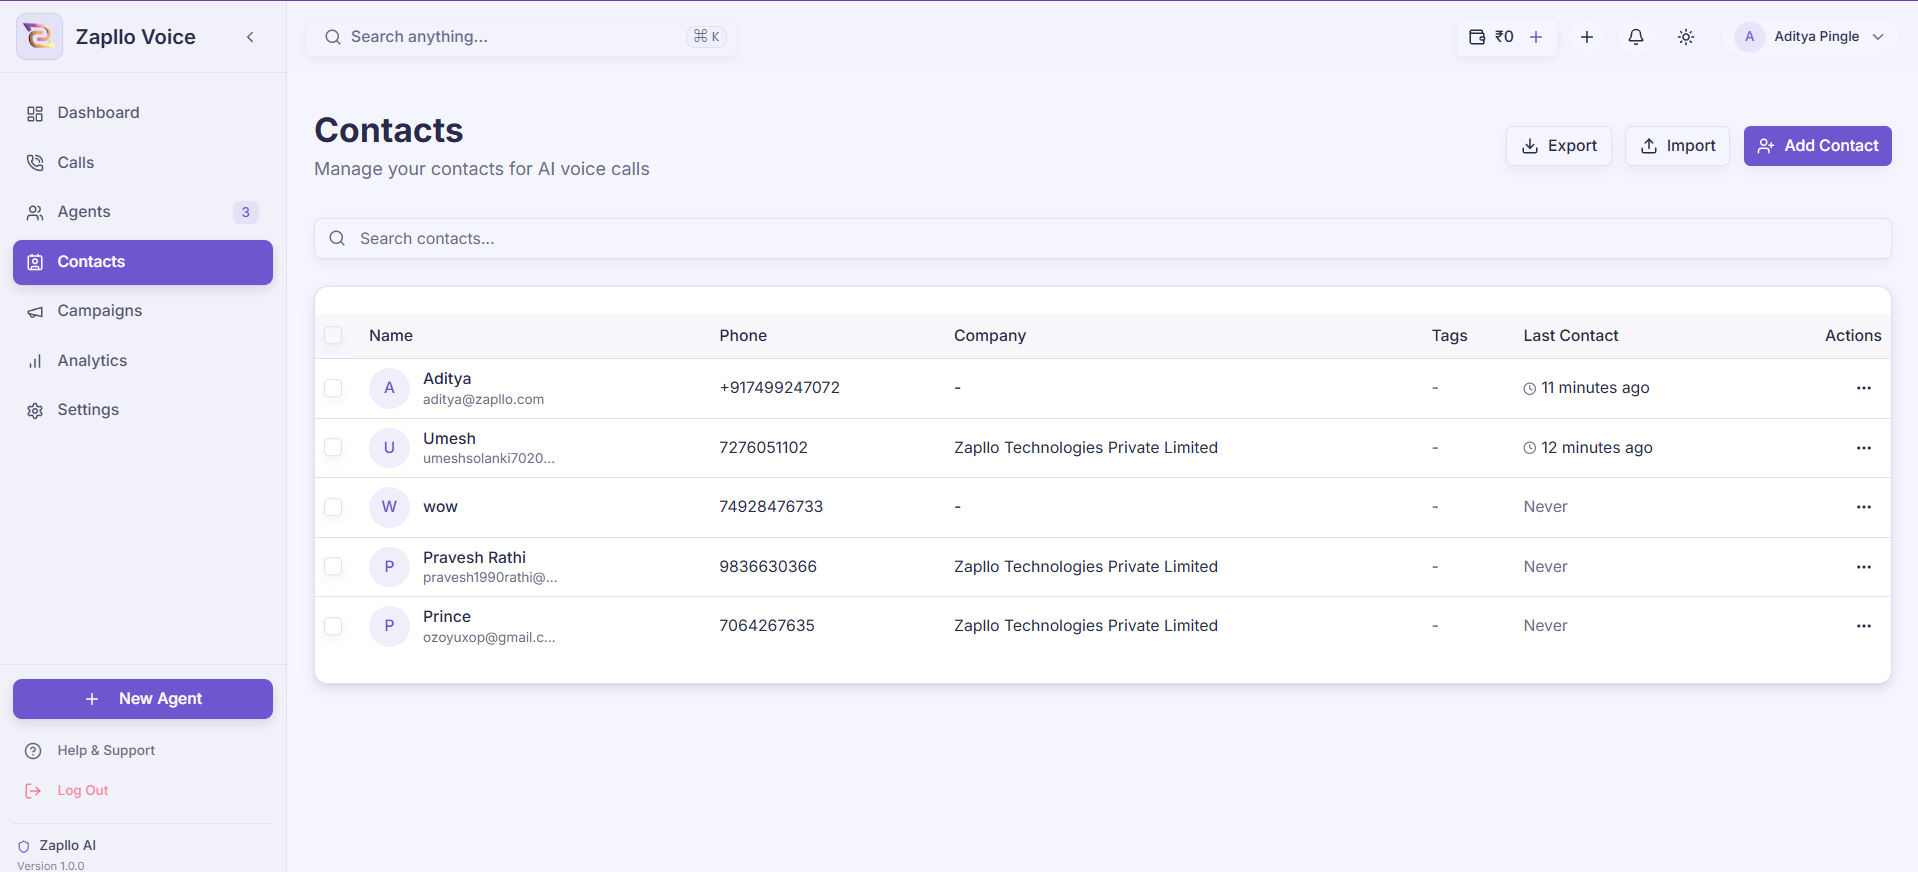 Zapllo Voice
Search anything...
⌘ K
₹0
A
Aditya Pingle
Dashboard
Calls
Agents
3
Contacts
Campaigns
Analytics
Settings
New Agent
Help & Support
Log Out
Zapllo AI
Version 1.0.0
Contacts
Manage your contacts for AI voice calls
Export
Import
Add Contact
Search contacts...
Name Phone Company Tags Last Contact Actions
A
Aditya
aditya@zapllo.com
+917499247072 - - 11 minutes ago
U
Umesh
umeshsolanki7020...
7276051102 Zapllo Technologies Private Limited - 12 minutes ago
W
wow
74928476733 - - Never
P
Pravesh Rathi
pravesh1990rathi@...
9836630366 Zapllo Technologies Private Limited - Never
P
Prince
ozoyuxop@gmail.c...
7064267635 Zapllo Technologies Private Limited - Never